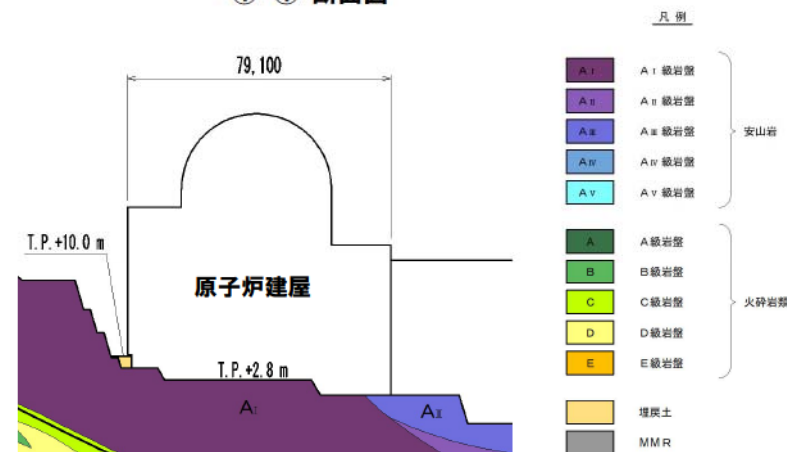 凡 例
79,100
T.P.+10.0 m
原子炉建屋
T.P.+2.8 m
AⅠ
AⅢ
AⅠ AⅠ級岩盤
AⅡ AⅡ級岩盤
AⅢ AⅢ級岩盤
AⅣ AⅣ級岩盤
AⅤ AⅤ級岩盤
安山岩
A A級岩盤
B B級岩盤
C C級岩盤
D D級岩盤
E E級岩盤
火砕岩類
埋戻土
MMR